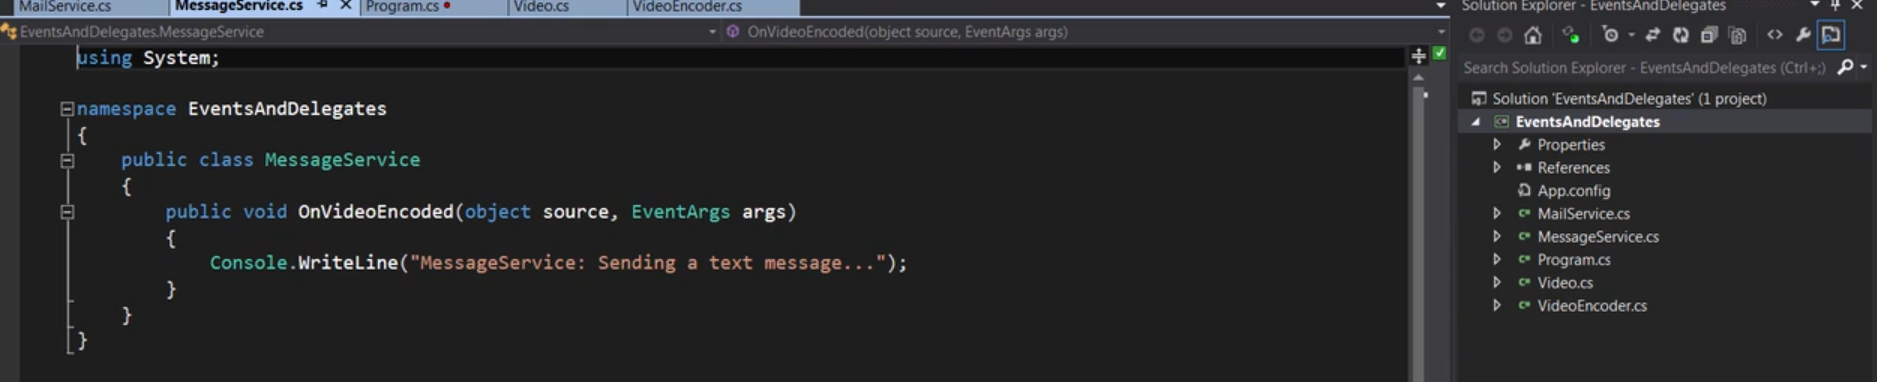 MailService.cs MessageService.cs Program.cs Video.cs VideoEncoder.cs
EventsAndDelegates.MessageService OnVideoEncoded(object source, EventArgs args)
using System;
namespace EventsAndDelegates
{
public class MessageService
{
public void OnVideoEncoded(object source, EventArgs args)
{
Console.WriteLine("MessageService: Sending a text message...");
}
}
}
Solution Explorer - EventsAndDelegates
Search Solution Explorer - EventsAndDelegates (Ctrl+;)
Solution 'EventsAndDelegates' (1 project)
EventsAndDelegates
Properties
References
App.config
MailService.cs
MessageService.cs
Program.cs
Video.cs
VideoEncoder.cs